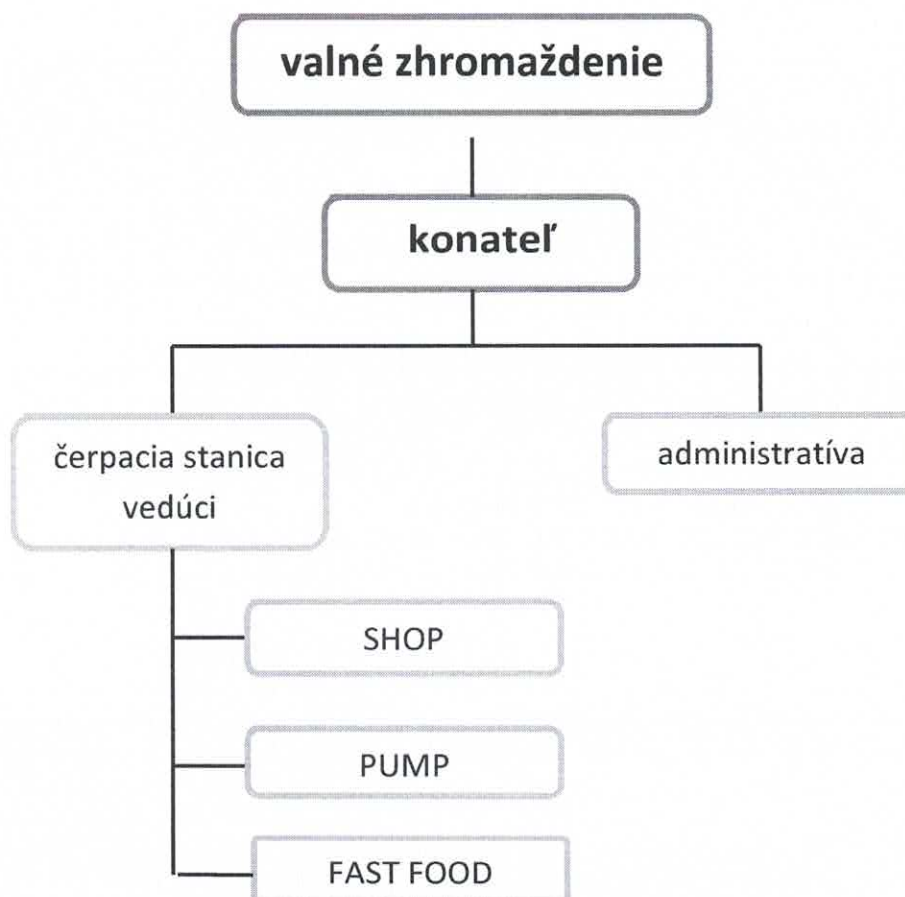 valné zhromaždenie
konateľ
čerpacia stanica
vedúci
administratíva
SHOP
PUMP
FAST FOOD